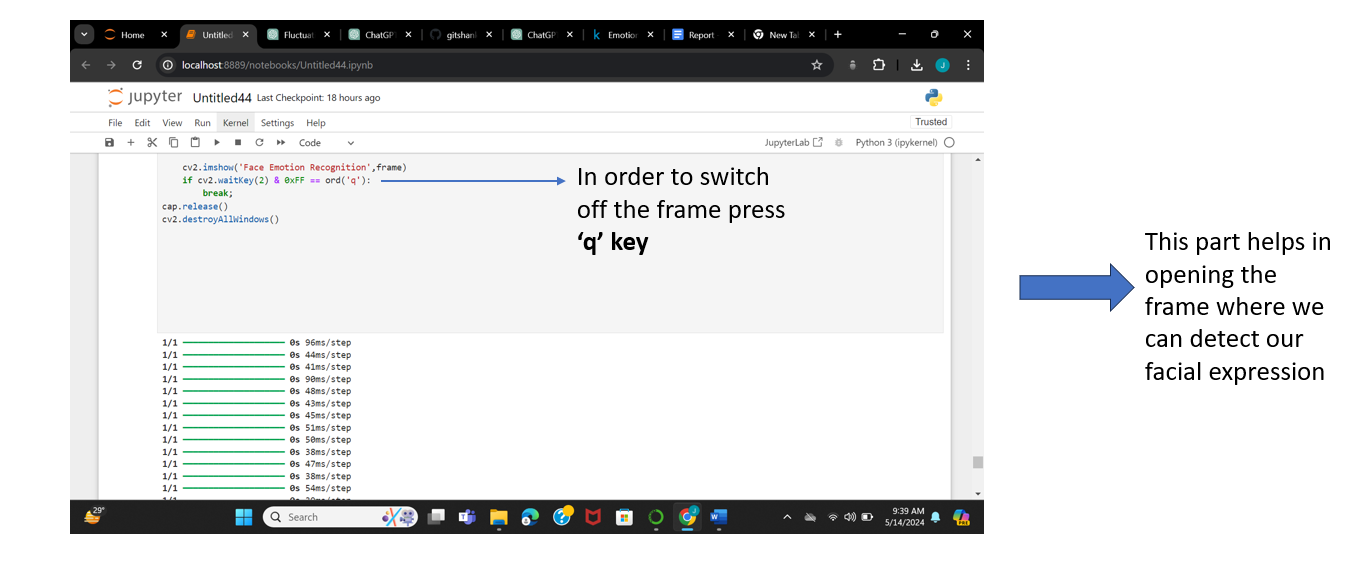 Home
Untitled
Fluctuat
ChatGP
gitshan
ChatGP
Emotion
Report
New Tal
localhost:8889/notebooks/Untitled44.ipynb
jupyter Untitled44 Last Checkpoint: 18 hours ago
File Edit View Run Kernel Settings Help
Trusted
Code
JupyterLab
Python 3 (ipykernel)
cv2.imshow('Face Emotion Recognition',frame)
if cv2.waitKey(2) & 0xFF == ord('q'):
break;
cap.release()
cv2.destroyAllWindows()
In order to switch
off the frame press
‘q’ key
This part helps in
opening the
frame where we
can detect our
facial expression
1/1 0s 96ms/step
1/1 0s 44ms/step
1/1 0s 41ms/step
1/1 0s 90ms/step
1/1 0s 48ms/step
1/1 0s 43ms/step
1/1 0s 45ms/step
1/1 0s 51ms/step
1/1 0s 50ms/step
1/1 0s 38ms/step
1/1 0s 47ms/step
1/1 0s 38ms/step
1/1 0s 54ms/step
29°
Search
9:39 AM
5/14/2024